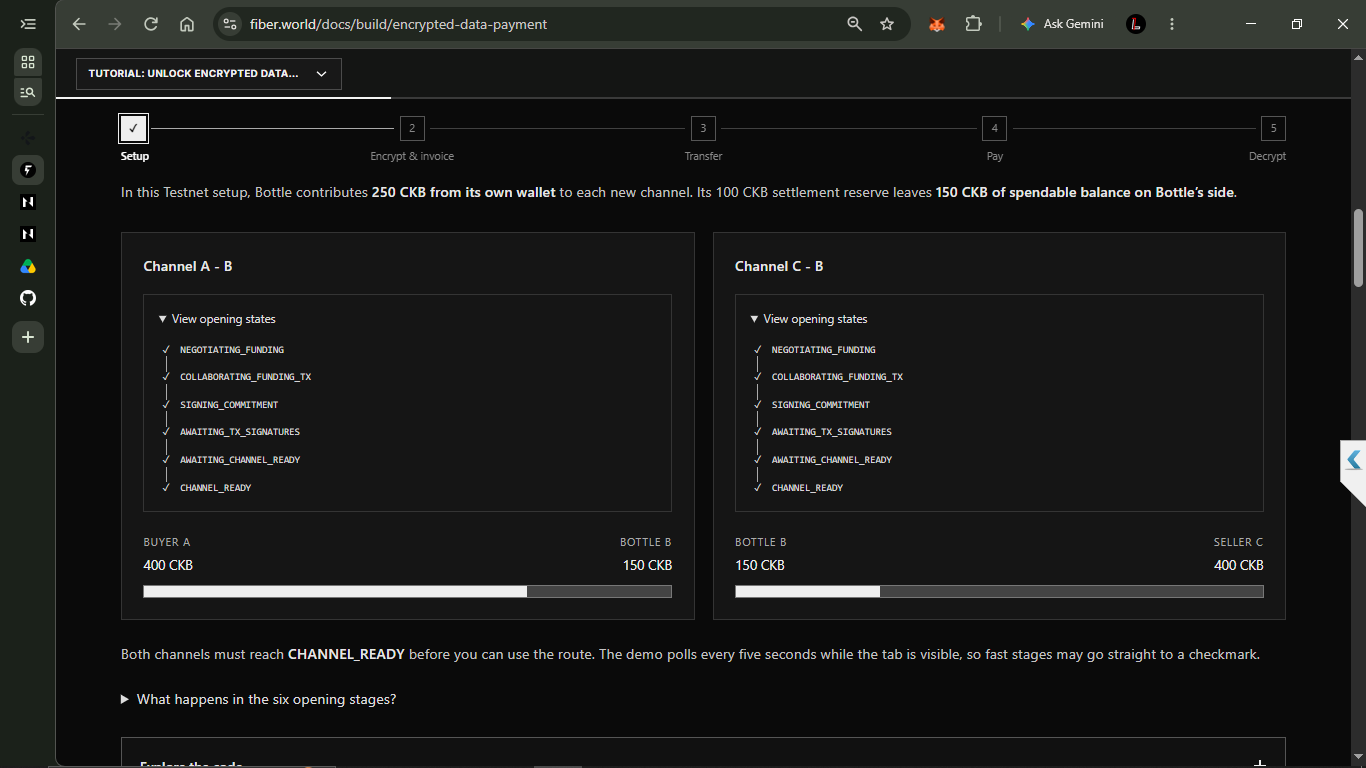 fiber.world/docs/build/encrypted-data-payment
Ask Gemini
L
TUTORIAL: UNLOCK ENCRYPTED DATA...
✓ 2 3 4 5
Setup Encrypt & invoice Transfer Pay Decrypt
In this Testnet setup, Bottle contributes 250 CKB from its own wallet to each new channel. Its 100 CKB settlement reserve leaves 150 CKB of spendable balance on Bottle’s side.
Channel A - B
▼ View opening states
✓ NEGOTIATING_FUNDING
✓ COLLABORATING_FUNDING_TX
✓ SIGNING_COMMITMENT
✓ AWAITING_TX_SIGNATURES
✓ AWAITING_CHANNEL_READY
✓ CHANNEL_READY
BUYER A BOTTLE B
400 CKB 150 CKB
Channel C - B
▼ View opening states
✓ NEGOTIATING_FUNDING
✓ COLLABORATING_FUNDING_TX
✓ SIGNING_COMMITMENT
✓ AWAITING_TX_SIGNATURES
✓ AWAITING_CHANNEL_READY
✓ CHANNEL_READY
BOTTLE B SELLER C
150 CKB 400 CKB
Both channels must reach CHANNEL_READY before you can use the route. The demo polls every five seconds while the tab is visible, so fast stages may go straight to a checkmark.
▶ What happens in the six opening stages?
Explore the code +